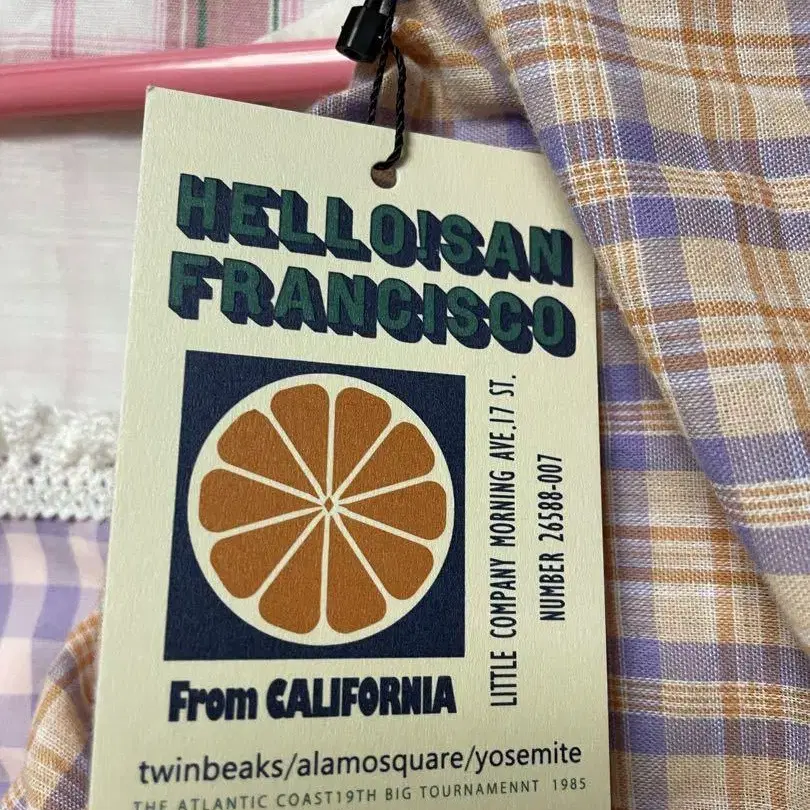 HELLO!SAN
FRANCISCO
LITTLE COMPANY MORNING AVE.17 ST.
NUMBER 26588-007
From CALIFORNIA
twinbeaks/alamosquare/yosemite
THE ATLANTIC COAST19TH BIG TOURNAMENNT 1985